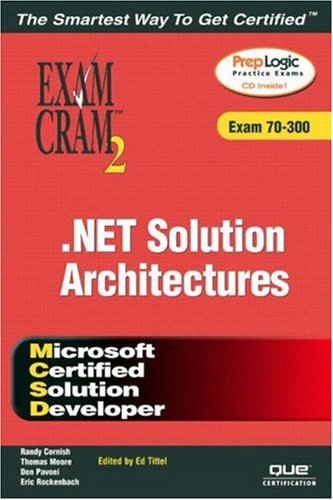 The Smartest Way To Get Certified™
EXAM
CRAM™
2
PrepLogic
Practice Exams
CD Inside!
Exam 70-300
.NET Solution
Architectures
Microsoft
Certified
Solution
Developer
Randy Cornish
Thomas Moore
Don Pavoni
Eric Rockenbach
Edited by Ed Tittel
QUE
CERTIFICATION